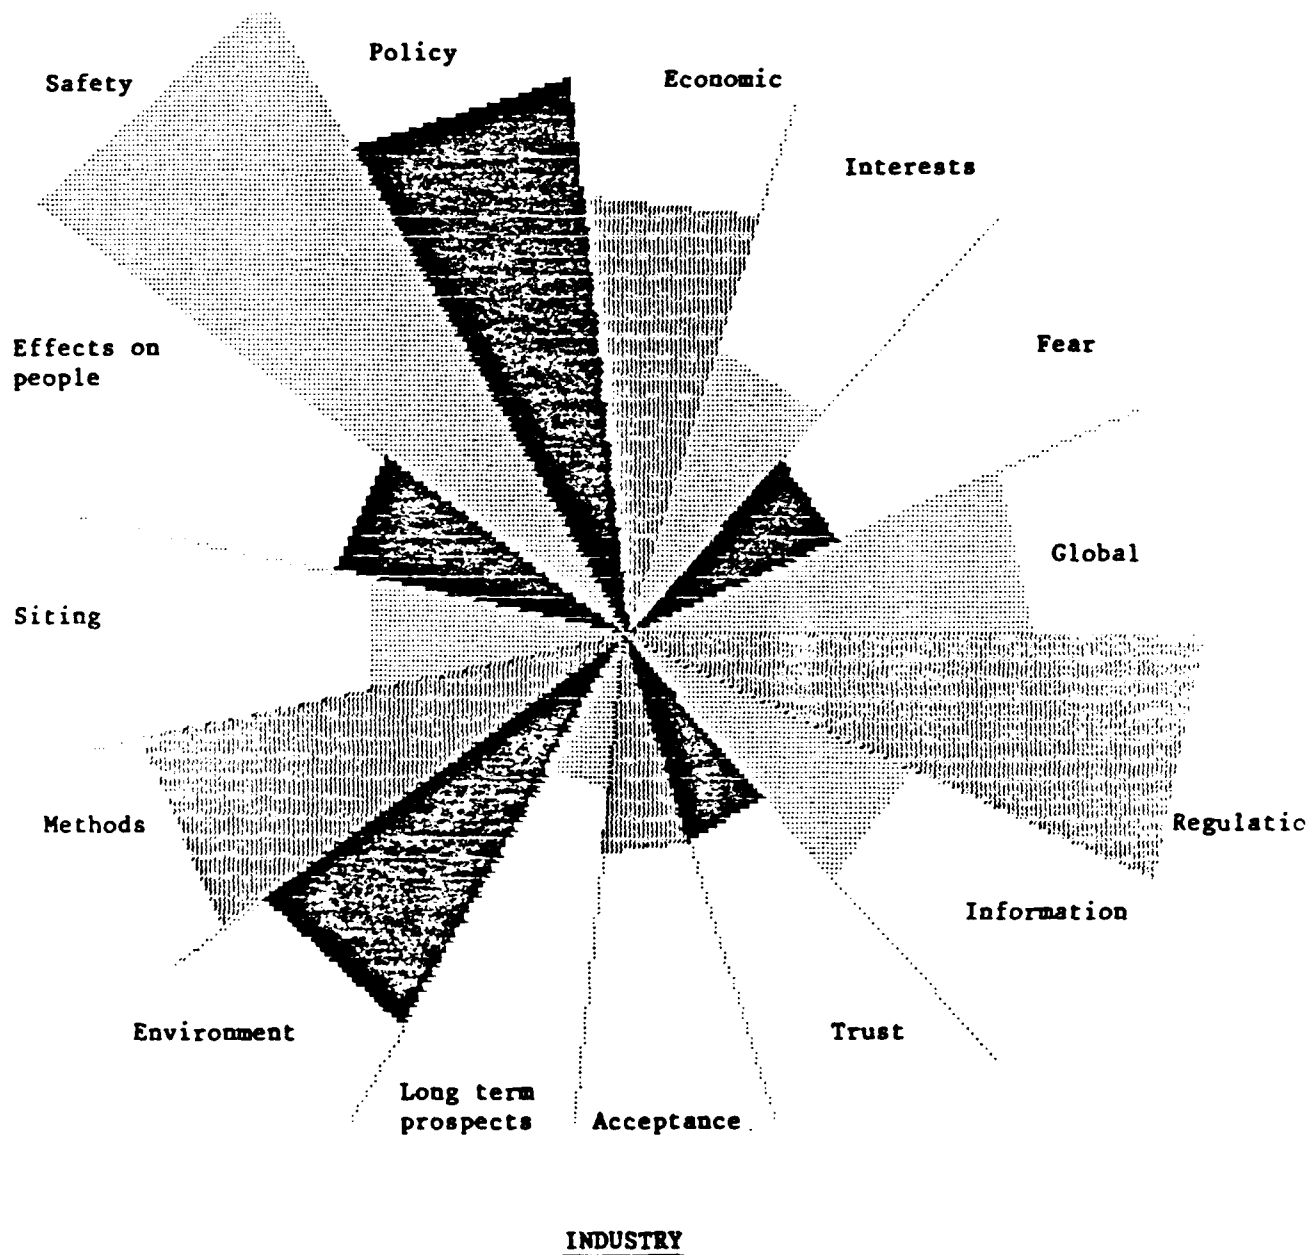 Policy
Safety
Economic
Interests
Effects on
people
Fear
Global
Siting
Methods
Regulatic
Information
Environment
Trust
Long term
prospects
Acceptance
INDUSTRY